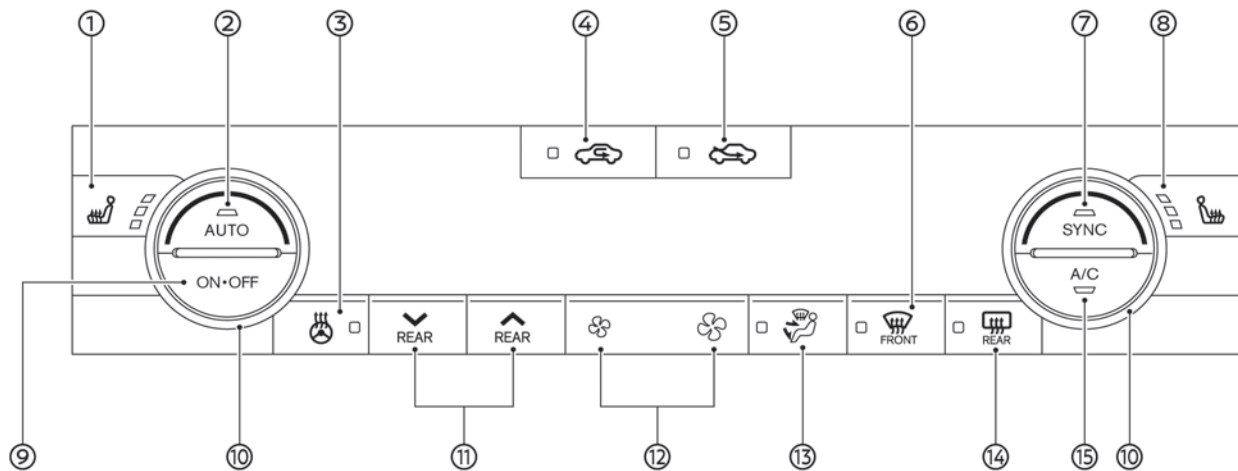 ① ② ③ ④ ⑤ ⑥ ⑦ ⑧
AUTO
SYNC
ON•OFF
A/C
REAR
REAR
FRONT
REAR
⑨ ⑩ ⑪ ⑫ ⑬ ⑭ ⑮ ⑩